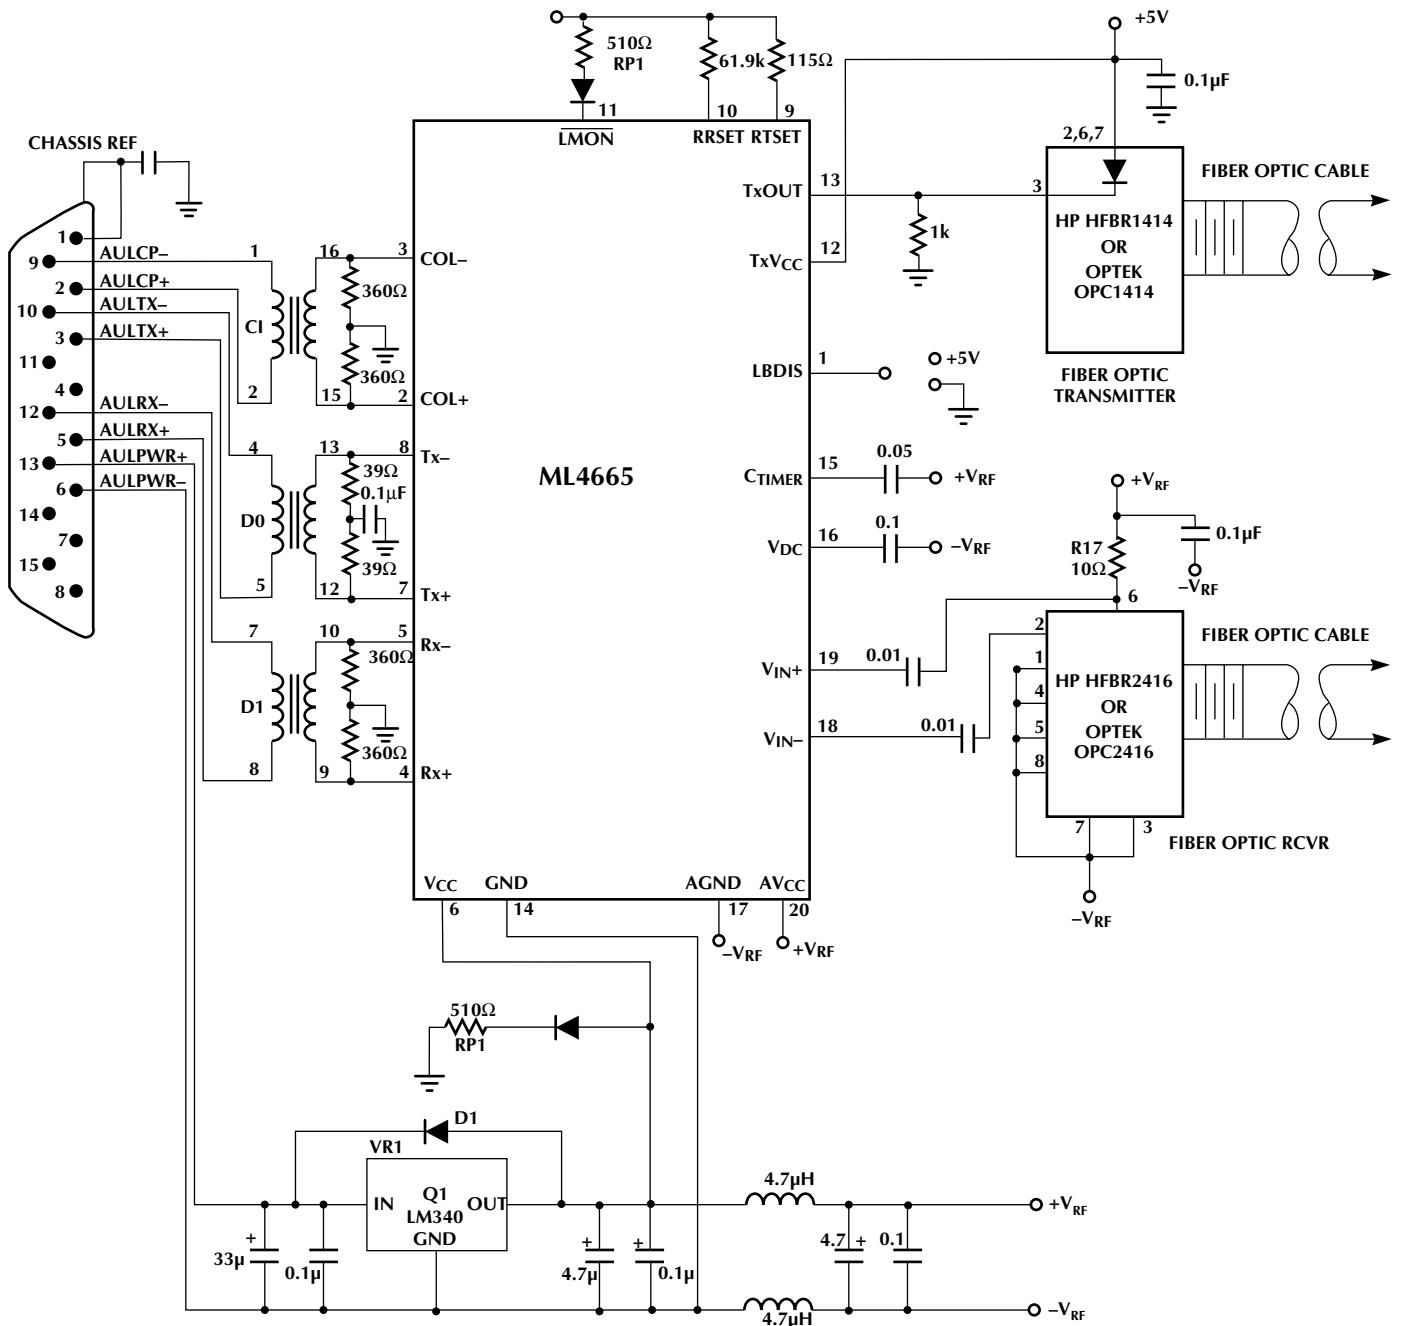 +5V
510Ω
RP1
61.9k
115Ω
0.1µF
11
10
9
LMON
RRSET RTSET
CHASSIS REF
2,6,7
FIBER OPTIC CABLE
TxOUT
13
3
HP HFBR1414
OR
OPTEK
OPC1414
1k
TxVCC
12
FIBER OPTIC
TRANSMITTER
1
9
2
10
3
11
4
12
5
13
6
14
7
15
8
AULCP–
AULCP+
AULTX–
AULTX+
AULRX–
AULRX+
AULPWR+
AULPWR–
1
CI
2
16
360Ω
360Ω
15
3
COL–
2
COL+
4
D0
5
13
39Ω
0.1µF
39Ω
12
8
Tx–
7
Tx+
7
D1
8
10
360Ω
360Ω
9
5
Rx–
4
Rx+
ML4665
LBDIS
1
+5V
CTIMER
15
0.05
+VRF
VDC
16
0.1
–VRF
VIN+
19
0.01
VIN–
18
0.01
+VRF
R17
10Ω
0.1µF
–VRF
6
2
1
4
5
8
HP HFBR2416
OR
OPTEK
OPC2416
7
3
FIBER OPTIC CABLE
FIBER OPTIC RCVR
–VRF
VCC
GND
AGND
AVCC
6
14
17
20
–VRF
+VRF
510Ω
RP1
D1
VR1
IN
Q1
LM340
GND
OUT
+
33µ
0.1µ
+
4.7µ
+
0.1µ
4.7µH
4.7 +
0.1
+VRF
4.7µH
–VRF